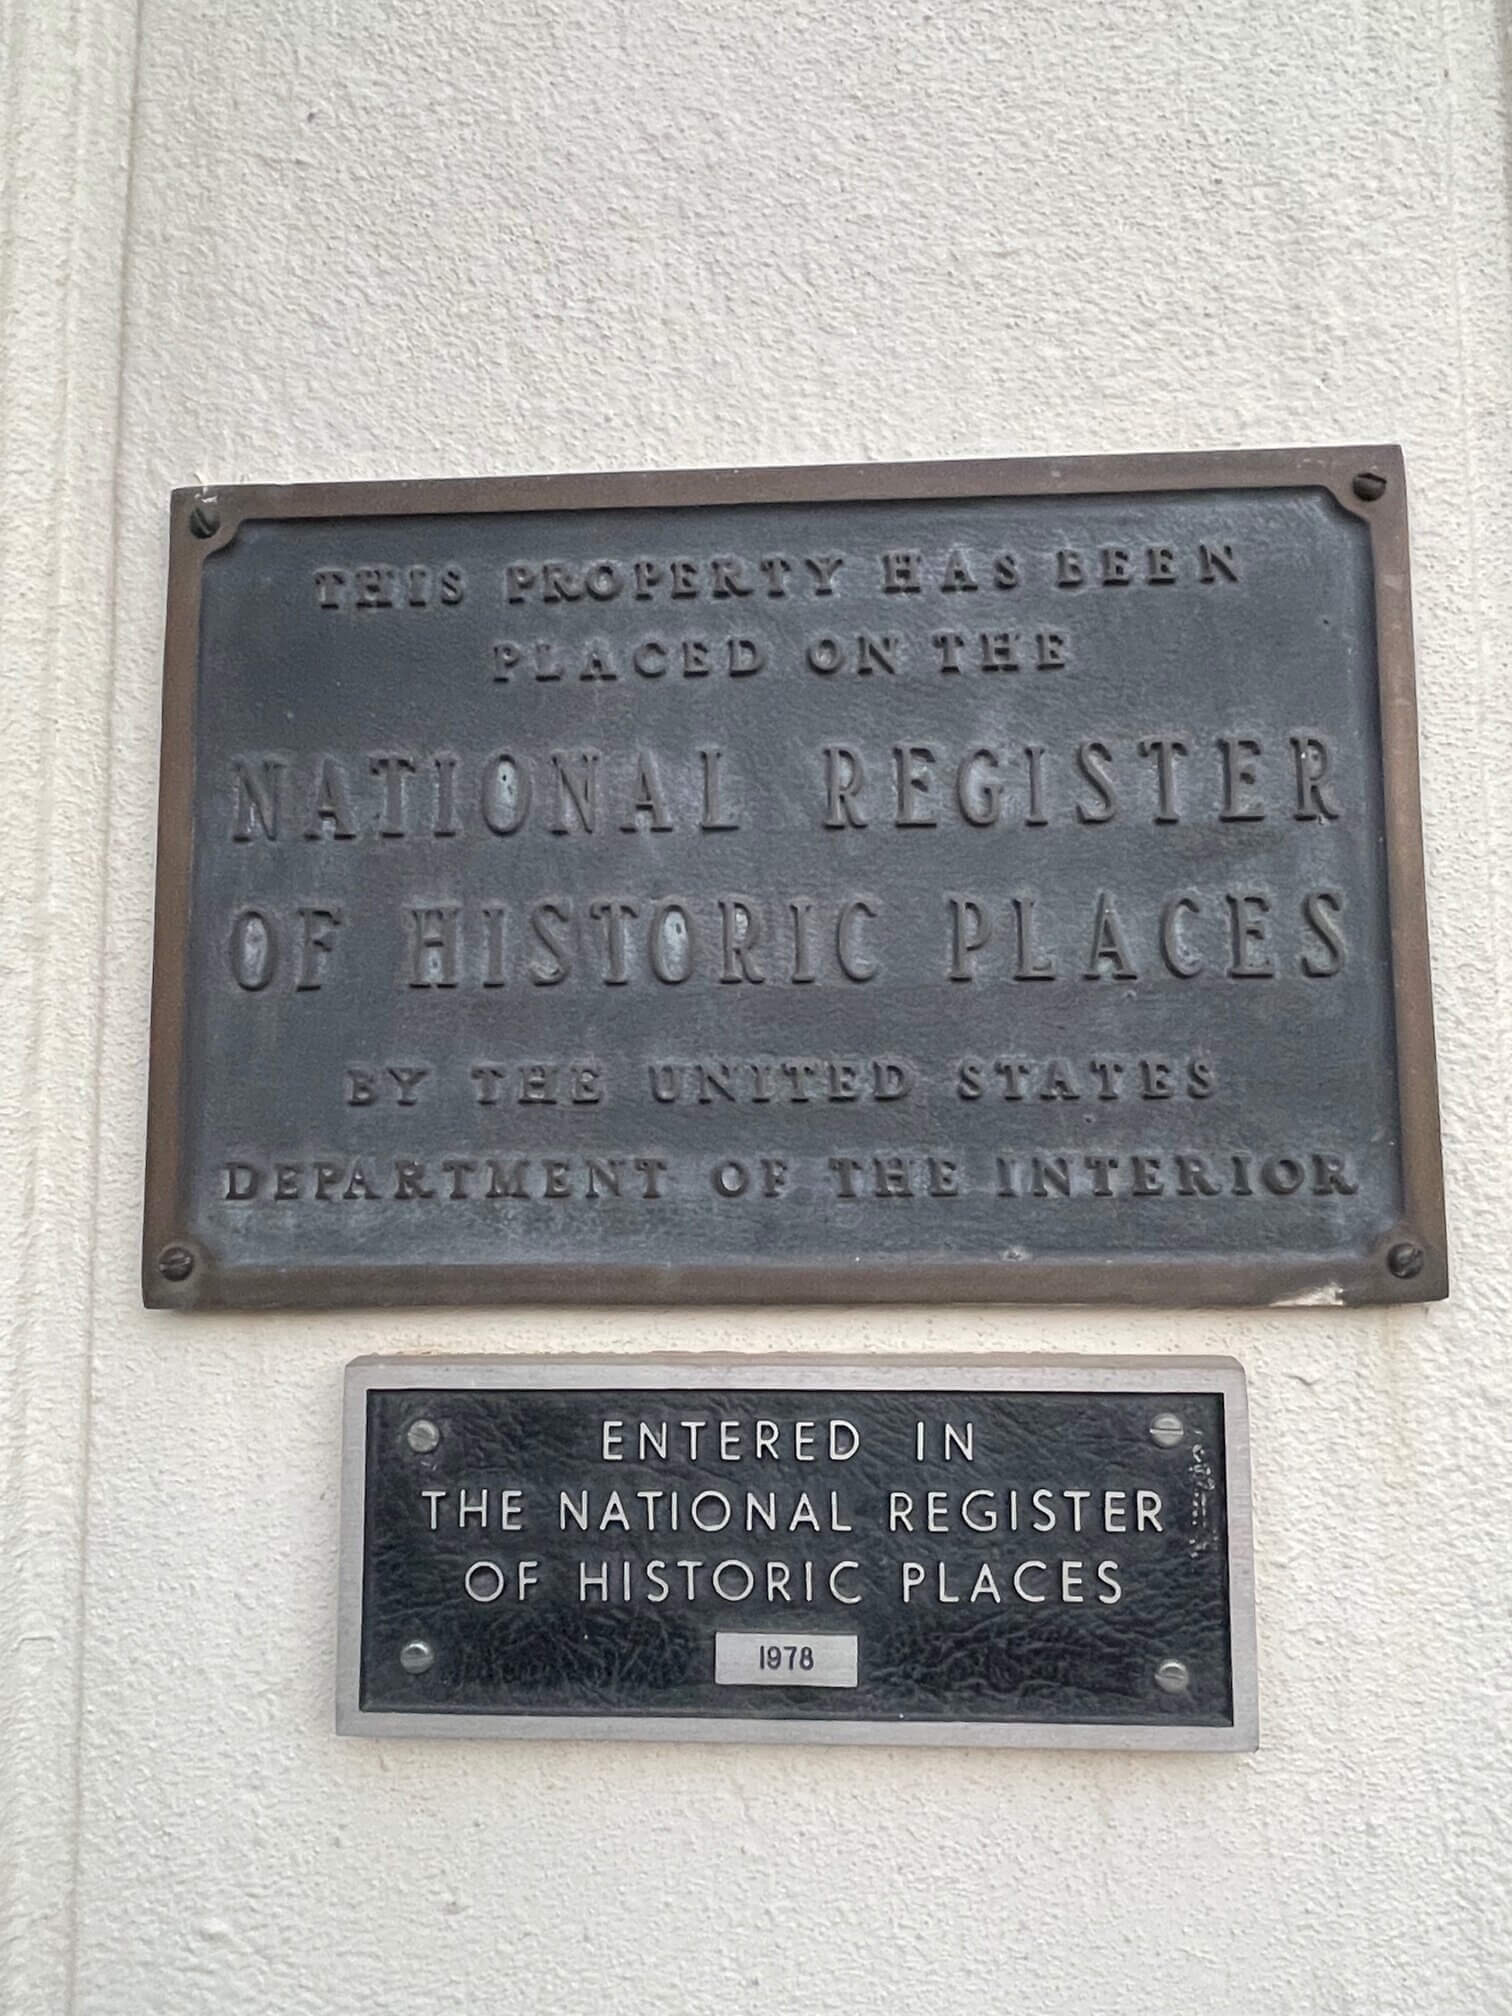 THIS PROPERTY HAS BEEN
PLACED ON THE
NATIONAL REGISTER
OF HISTORIC PLACES
BY THE UNITED STATES
DEPARTMENT OF THE INTERIOR
ENTERED IN
THE NATIONAL REGISTER
OF HISTORIC PLACES
1978